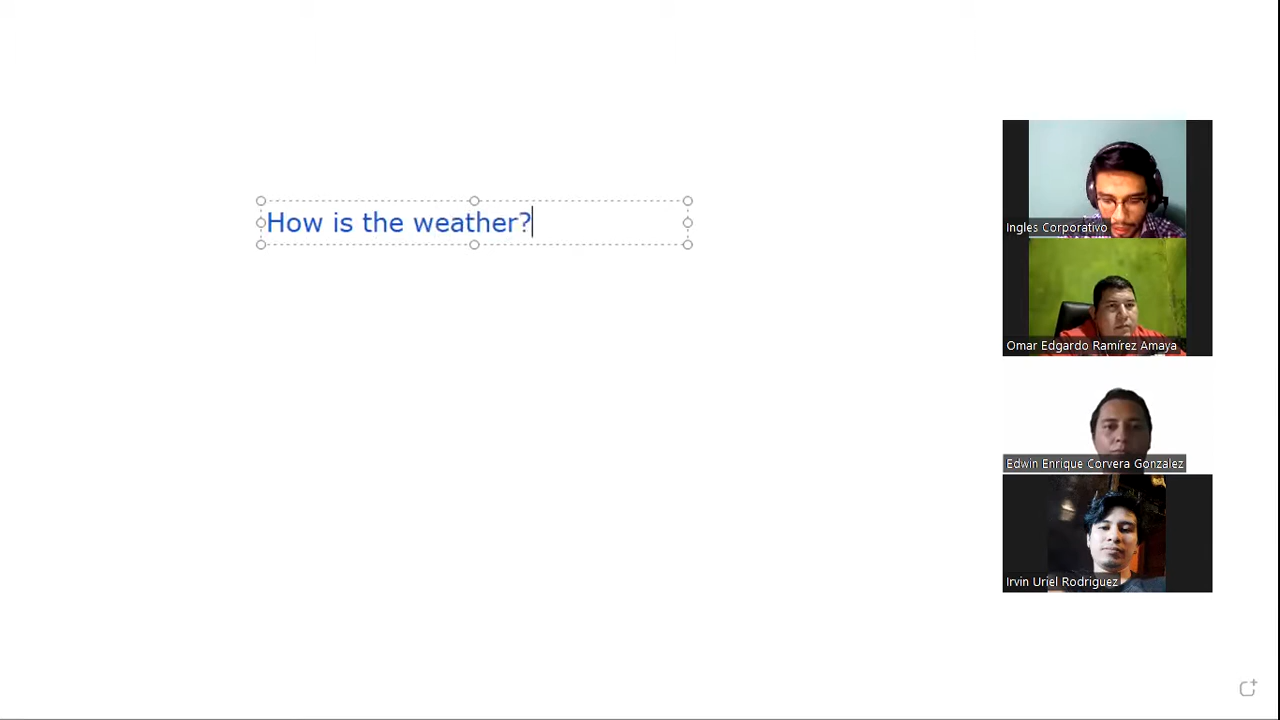 How is the weather?
Ingles Corporativo
Omar Edgardo Ramírez Amaya
Edwin Enrique Corvera Gonzalez
Irvin Uriel Rodriguez